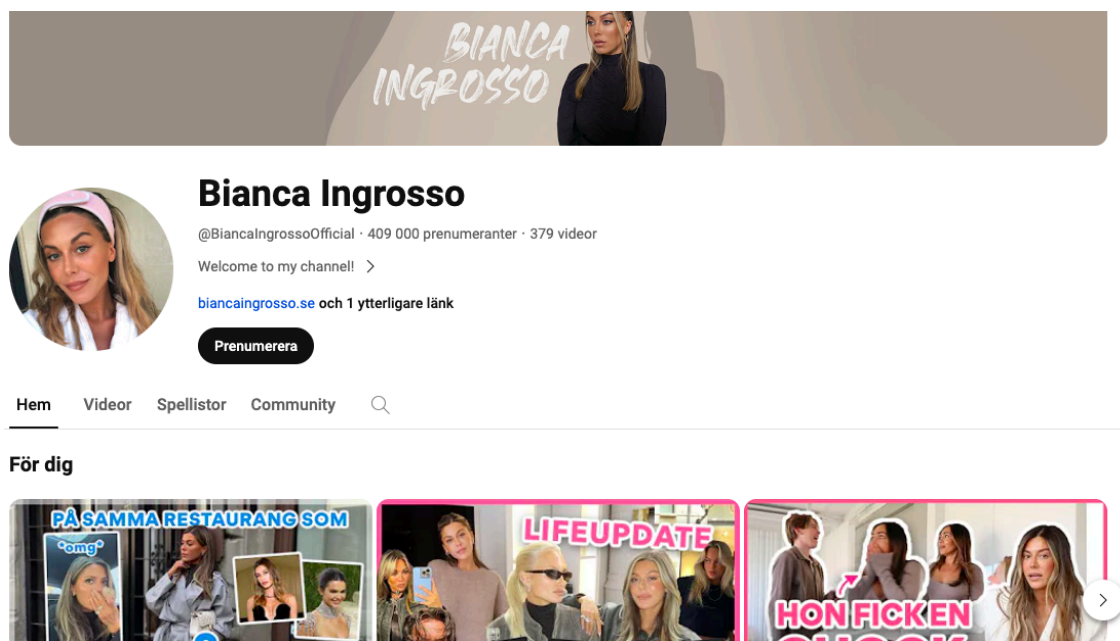 BIANCA
INGROSSO
Bianca Ingrosso
@BiancaIngrossoOfficial · 409 000 prenumeranter · 379 videor
Welcome to my channel!
biancaingrosso.se och 1 ytterligare länk
Prenumerera
Hem Videor Spellistor Community
För dig
PÅ SAMMA RESTAURANG SOM
*omg*
LIFEUPDATE
HON FICK EN